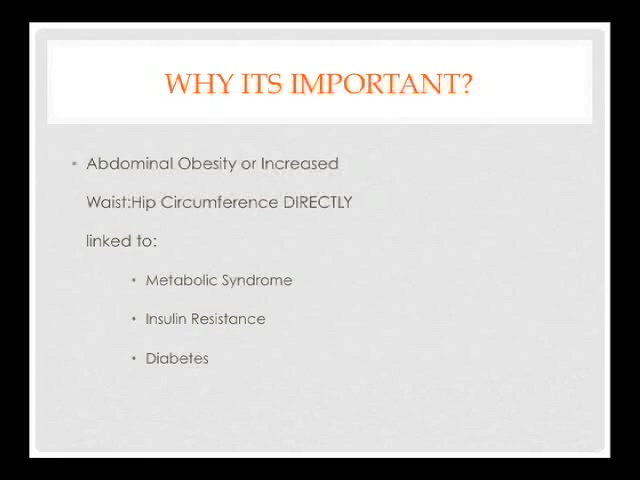 WHY ITS IMPORTANT?
• Abdominal Obesity or Increased
Waist:Hip Circumference DIRECTLY
linked to:
• Metabolic Syndrome
• Insulin Resistance
• Diabetes